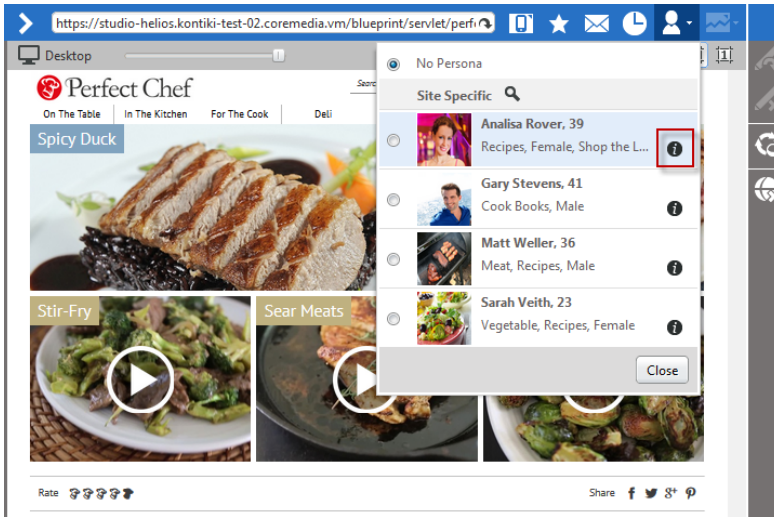 https://studio-helios.kontiki-test-02.coremedia.vm/blueprint/servlet/perf
Desktop
No Persona
Perfect Chef
Searc
Site Specific
On The Table
In The Kitchen
For The Cook
Deli
Spicy Duck
Analisa Rover, 39
Recipes, Female, Shop the L...
Gary Stevens, 41
Cook Books, Male
Matt Weller, 36
Meat, Recipes, Male
Stir-Fry
Sear Meats
Sarah Veith, 23
Vegetable, Recipes, Female
Close
Rate
Share